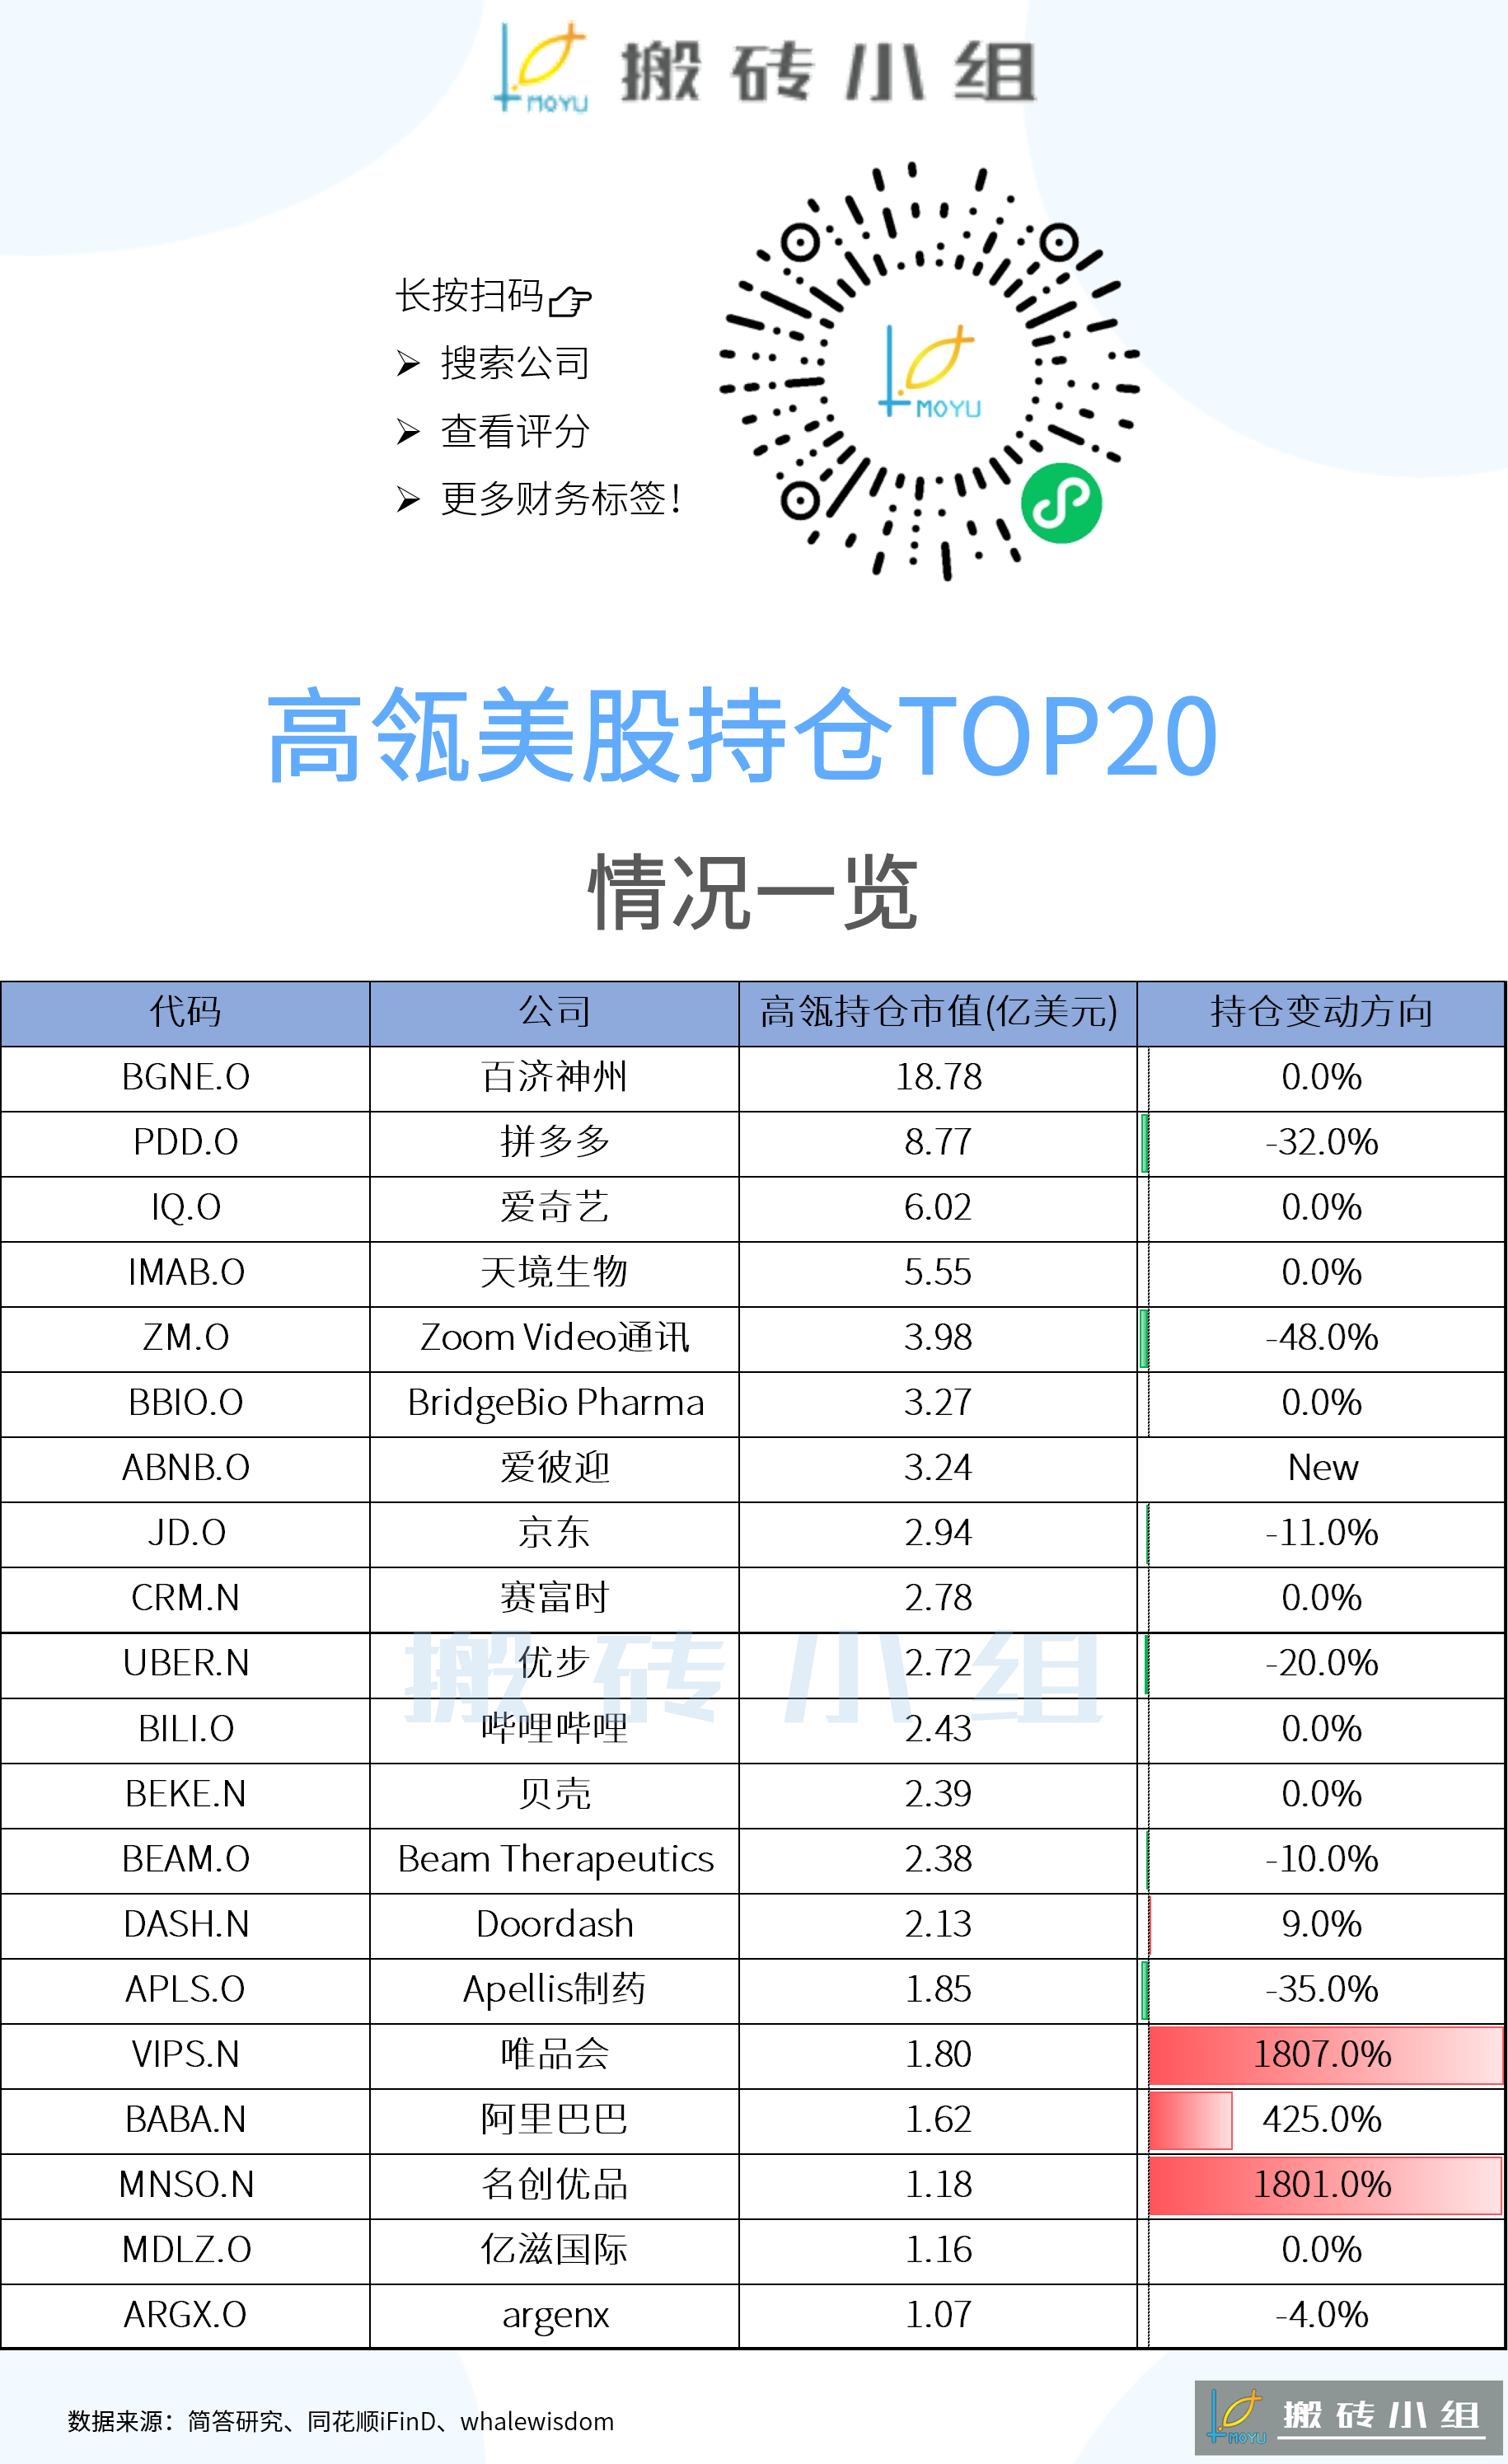 MOYU 搬砖小组
长按扫码
搜索公司
查看评分
更多财务标签！
MOYU
高瓴美股持仓TOP20
情况一览
代码 公司 高瓴持仓市值(亿美元) 持仓变动方向
BGNE.O 百济神州 18.78 0.0%
PDD.O 拼多多 8.77 -32.0%
IQ.O 爱奇艺 6.02 0.0%
IMAB.O 天境生物 5.55 0.0%
ZM.O Zoom Video通讯 3.98 -48.0%
BBIO.O BridgeBio Pharma 3.27 0.0%
ABNB.O 爱彼迎 3.24 New
JD.O 京东 2.94 -11.0%
CRM.N 赛富时 2.78 0.0%
搬砖小组
UBER.N 优步 2.72 -20.0%
BILI.O 哔哩哔哩 2.43 0.0%
BEKE.N 贝壳 2.39 0.0%
BEAM.O Beam Therapeutics 2.38 -10.0%
DASH.N Doordash 2.13 9.0%
APLS.O Apellis制药 1.85 -35.0%
VIPS.N 唯品会 1.80 1807.0%
BABA.N 阿里巴巴 1.62 425.0%
MNSO.N 名创优品 1.18 1801.0%
MDLZ.O 亿滋国际 1.16 0.0%
ARGX.O argenx 1.07 -4.0%
数据来源：简答研究、同花顺iFinD、whalewisdom
MOYU 搬砖小组